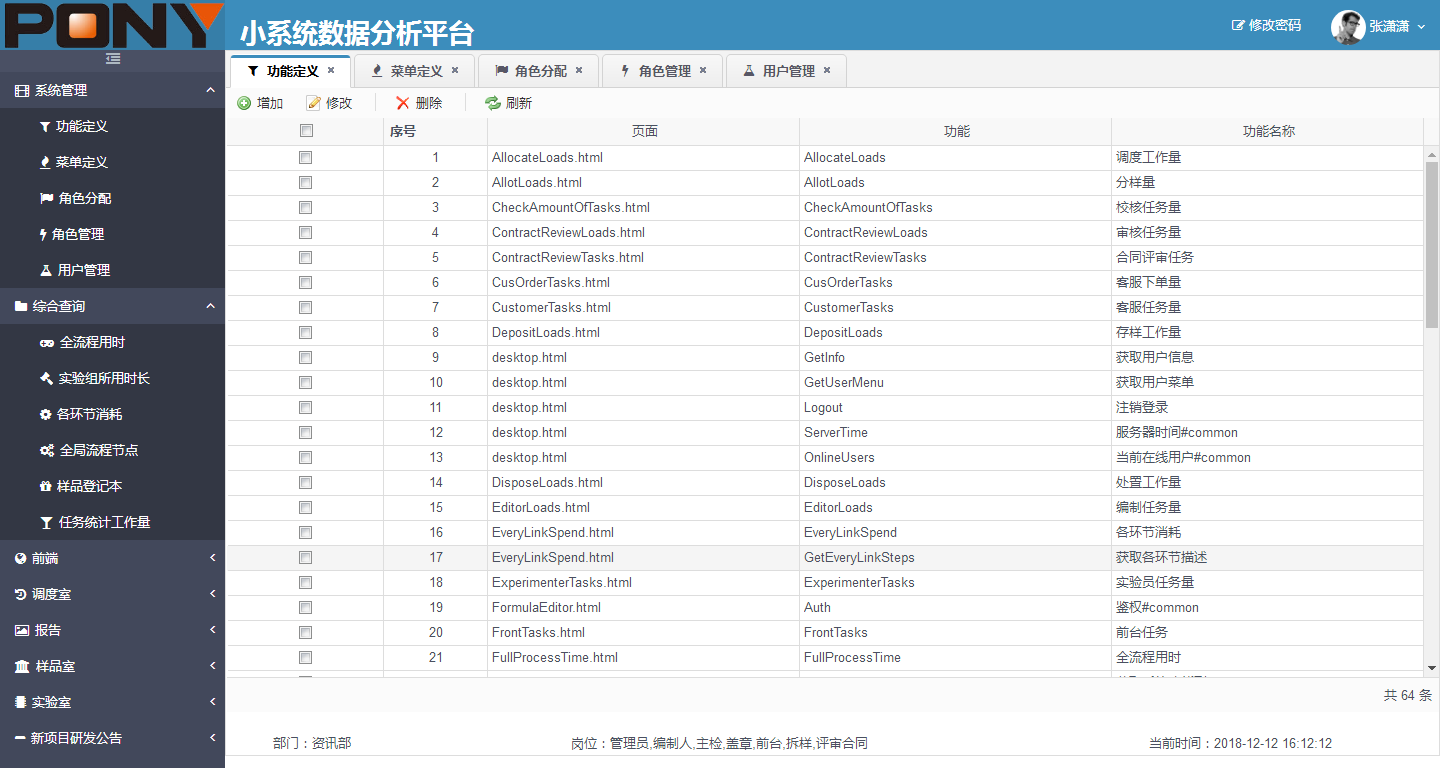 PONY
小系统数据分析平台
修改密码
张潇潇
系统管理
功能定义
菜单定义
角色分配
角色管理
用户管理
综合查询
全流程用时
实验组所用时长
各环节消耗
全局流程节点
样品登记本
任务统计工作量
前端
调度室
报告
样品室
实验室
新项目研发公告
功能定义 菜单定义 角色分配 角色管理 用户管理
增加 修改 删除 刷新
序号 页面 功能 功能名称
1 AllocateLoads.html AllocateLoads 调度工作量
2 AllotLoads.html AllotLoads 分样量
3 CheckAmountOfTasks.html CheckAmountOfTasks 校核任务量
4 ContractReviewLoads.html ContractReviewLoads 审核任务量
5 ContractReviewTasks.html ContractReviewTasks 合同评审任务
6 CusOrderTasks.html CusOrderTasks 客服下单量
7 CustomerTasks.html CustomerTasks 客服任务量
8 DepositLoads.html DepositLoads 存样工作量
9 desktop.html GetInfo 获取用户信息
10 desktop.html GetUserMenu 获取用户菜单
11 desktop.html Logout 注销登录
12 desktop.html ServerTime 服务器时间#common
13 desktop.html OnlineUsers 当前在线用户#common
14 DisposeLoads.html DisposeLoads 处置工作量
15 EditorLoads.html EditorLoads 编制任务量
16 EveryLinkSpend.html EveryLinkSpend 各环节消耗
17 EveryLinkSpend.html GetEveryLinkSteps 获取各环节描述
18 ExperimenterTasks.html ExperimenterTasks 实验员任务量
19 FormulaEditor.html Auth 鉴权#common
20 FrontTasks.html FrontTasks 前台任务
21 FullProcessTime.html FullProcessTime 全流程用时
共 64 条
部门：资讯部 岗位：管理员,编制人,主检,盖章,前台,拆样,评审合同 当前时间：2018-12-12 16:12:12